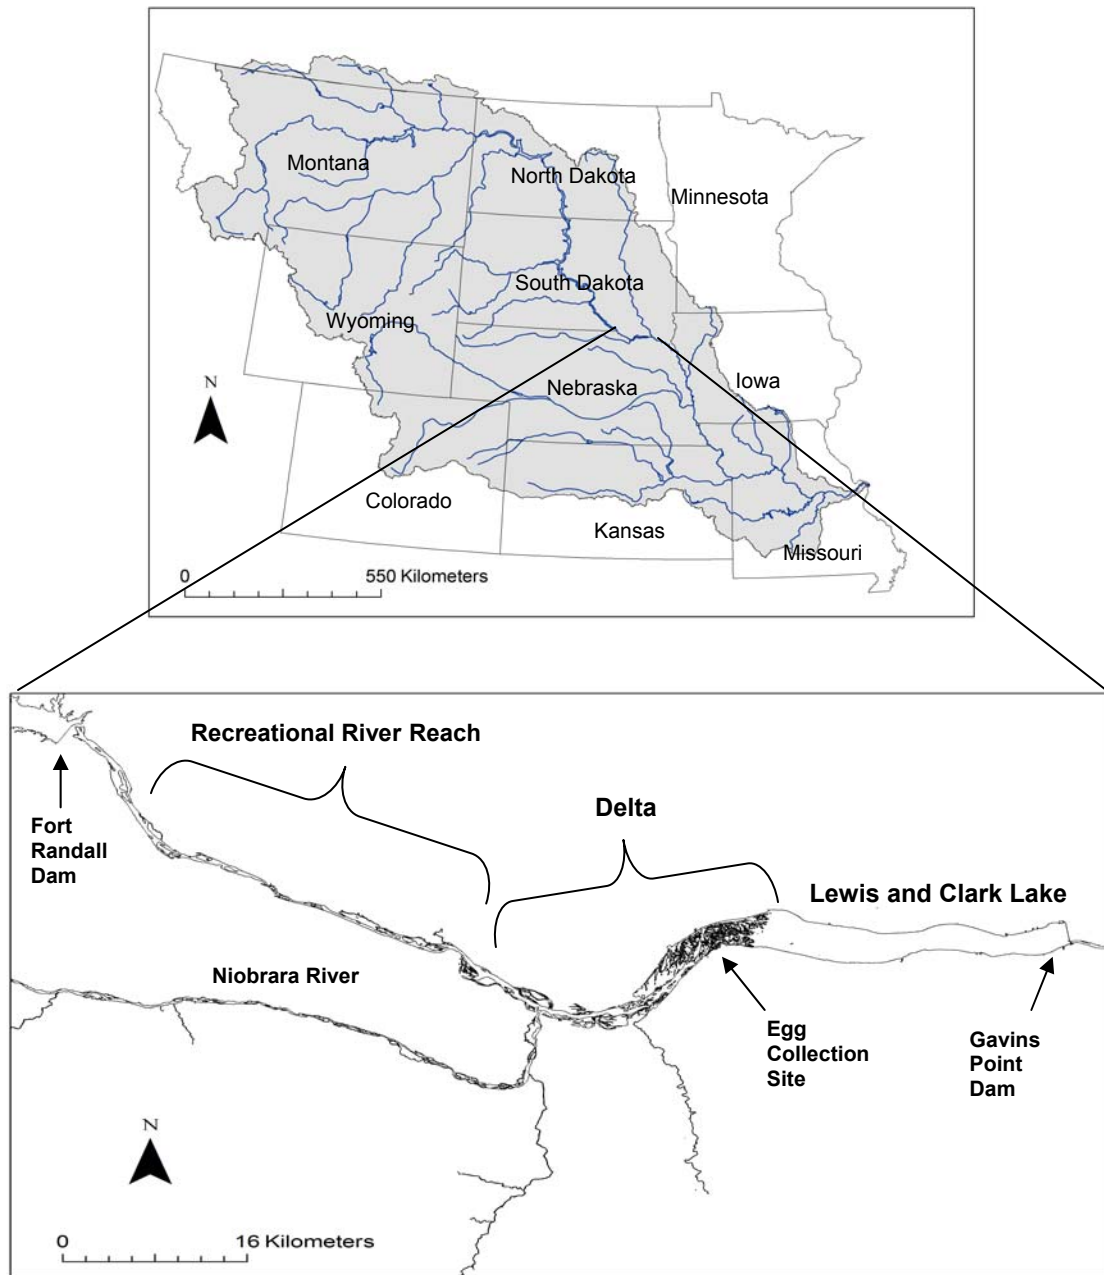 Montana
North Dakota
Minnesota
South Dakota
Wyoming
Nebraska
Iowa
N
Colorado
Kansas
Missouri
0 550 Kilometers
Recreational River Reach
Delta
Fort
Randall
Dam
Lewis and Clark Lake
Niobrara River
Egg
Collection
Site
Gavins
Point
Dam
N
0 16 Kilometers